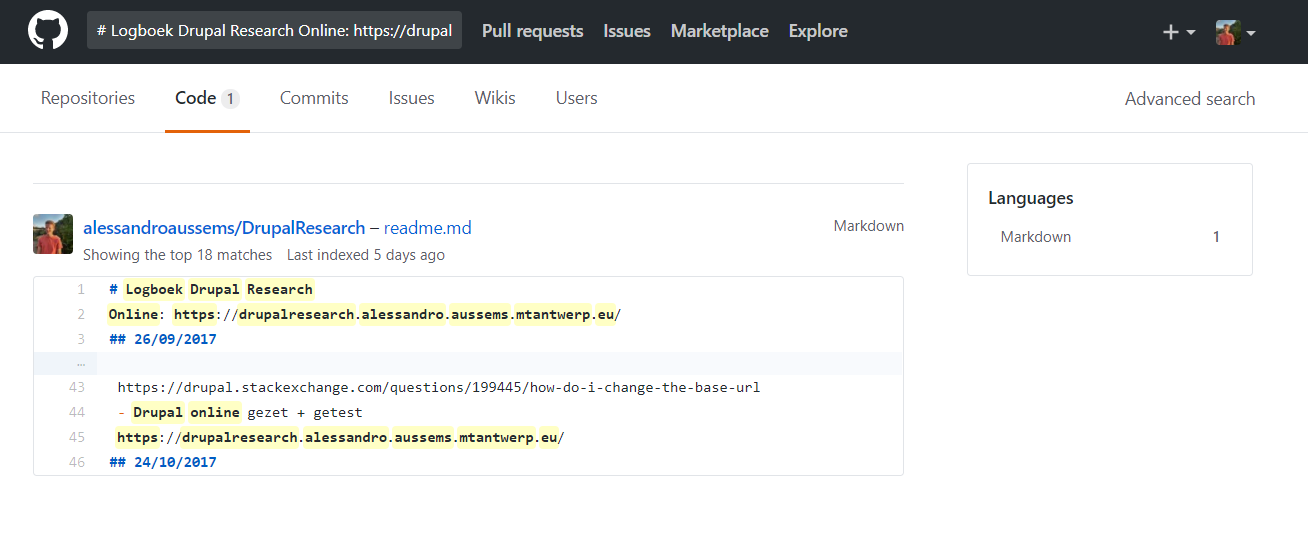 # Logboek Drupal Research Online: https://drupal
Pull requests Issues Marketplace Explore
Repositories Code 1 Commits Issues Wikis Users Advanced search
alessandroaussems/DrupalResearch – readme.md Markdown
Showing the top 18 matches Last indexed 5 days ago
1 # Logboek Drupal Research
2 Online: https://drupalresearch.alessandro.aussems.mtantwerp.eu/
3 ## 26/09/2017
…
43 https://drupal.stackexchange.com/questions/199445/how-do-i-change-the-base-url
44 - Drupal online gezet + getest
45 https://drupalresearch.alessandro.aussems.mtantwerp.eu/
46 ## 24/10/2017
Languages
Markdown 1